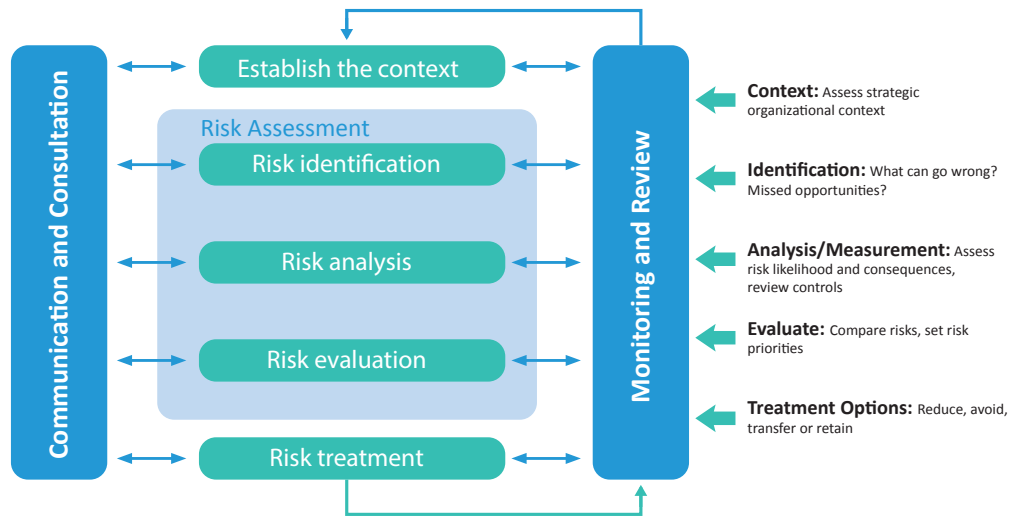 Communication and Consultation
Establish the context
Risk Assessment
Risk identification
Risk analysis
Risk evaluation
Risk treatment
Monitoring and Review
Context: Assess strategic
organizational context
Identification: What can go wrong?
Missed opportunities?
Analysis/Measurement: Assess
risk likelihood and consequences,
review controls
Evaluate: Compare risks, set risk
priorities
Treatment Options: Reduce, avoid,
transfer or retain